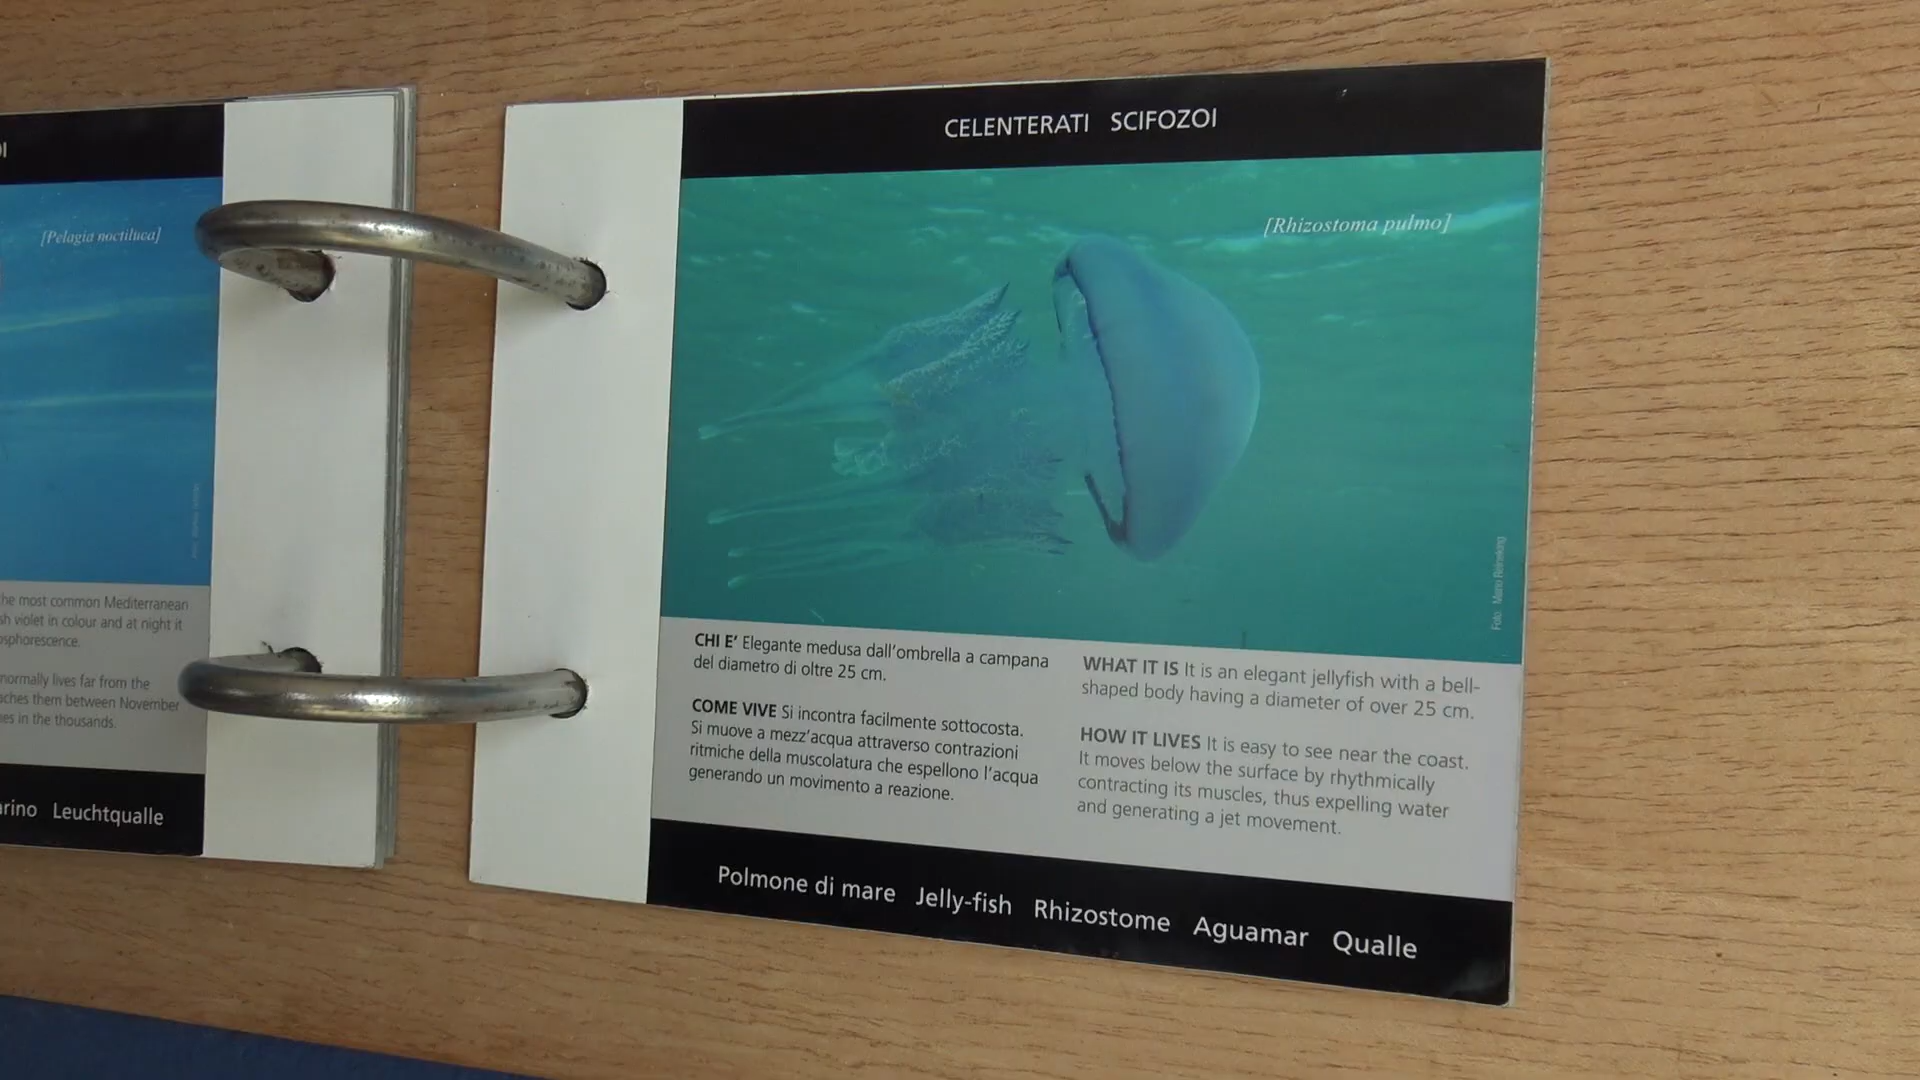 [Pelagia noctiluca]
the most common Mediterranean
violet in colour and at night it
normally lives far from the
them between November
in the thousands.
Leuchtqualle
CELENTERATI SCIFOZOI
[Rhizostoma pulmo]
CHI E' Elegante medusa dall'ombrella a campana
del diametro di oltre 25 cm.
COME VIVE Si incontra facilmente sottocosta.
Si muove a mezz'acqua attraverso contrazioni
ritmiche della muscolatura che espellono l'acqua
generando un movimento a reazione.
WHAT IT IS It is an elegant jellyfish with a bell-
shaped body having a diameter of over 25 cm.
HOW IT LIVES It is easy to see near the coast.
It moves below the surface by rhythmically
contracting its muscles, thus expelling water
and generating a jet movement.
Polmone di mare Jelly-fish Rhizostome Aguamar Qualle